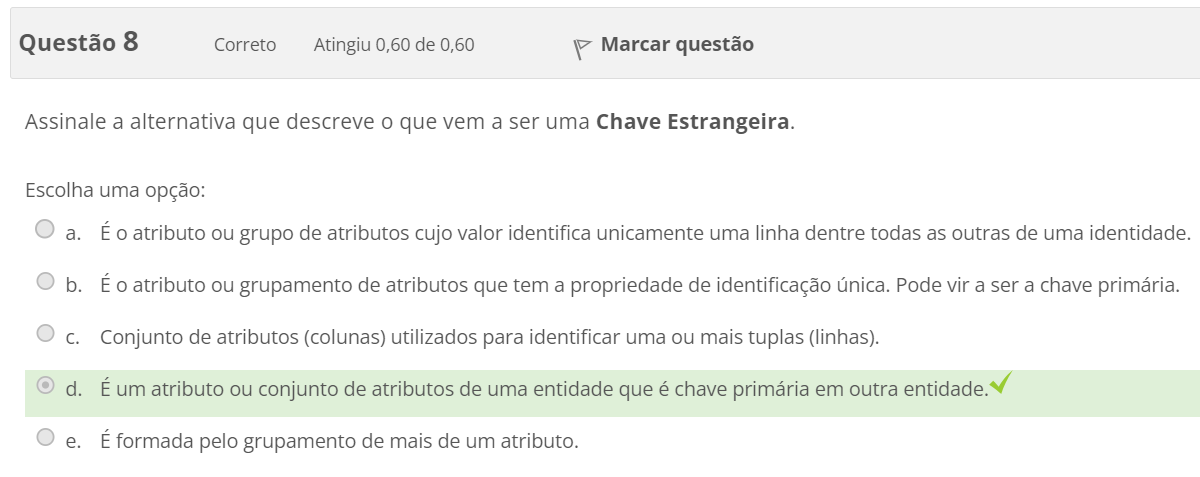 Questão 8 Correto Atingiu 0,60 de 0,60 Marcar questão
Assinale a alternativa que descreve o que vem a ser uma Chave Estrangeira.
Escolha uma opção:
a. É o atributo ou grupo de atributos cujo valor identifica unicamente uma linha dentre todas as outras de uma identidade.
b. É o atributo ou grupamento de atributos que tem a propriedade de identificação única. Pode vir a ser a chave primária.
c. Conjunto de atributos (colunas) utilizados para identificar uma ou mais tuplas (linhas).
d. É um atributo ou conjunto de atributos de uma entidade que é chave primária em outra entidade.
e. É formada pelo grupamento de mais de um atributo.